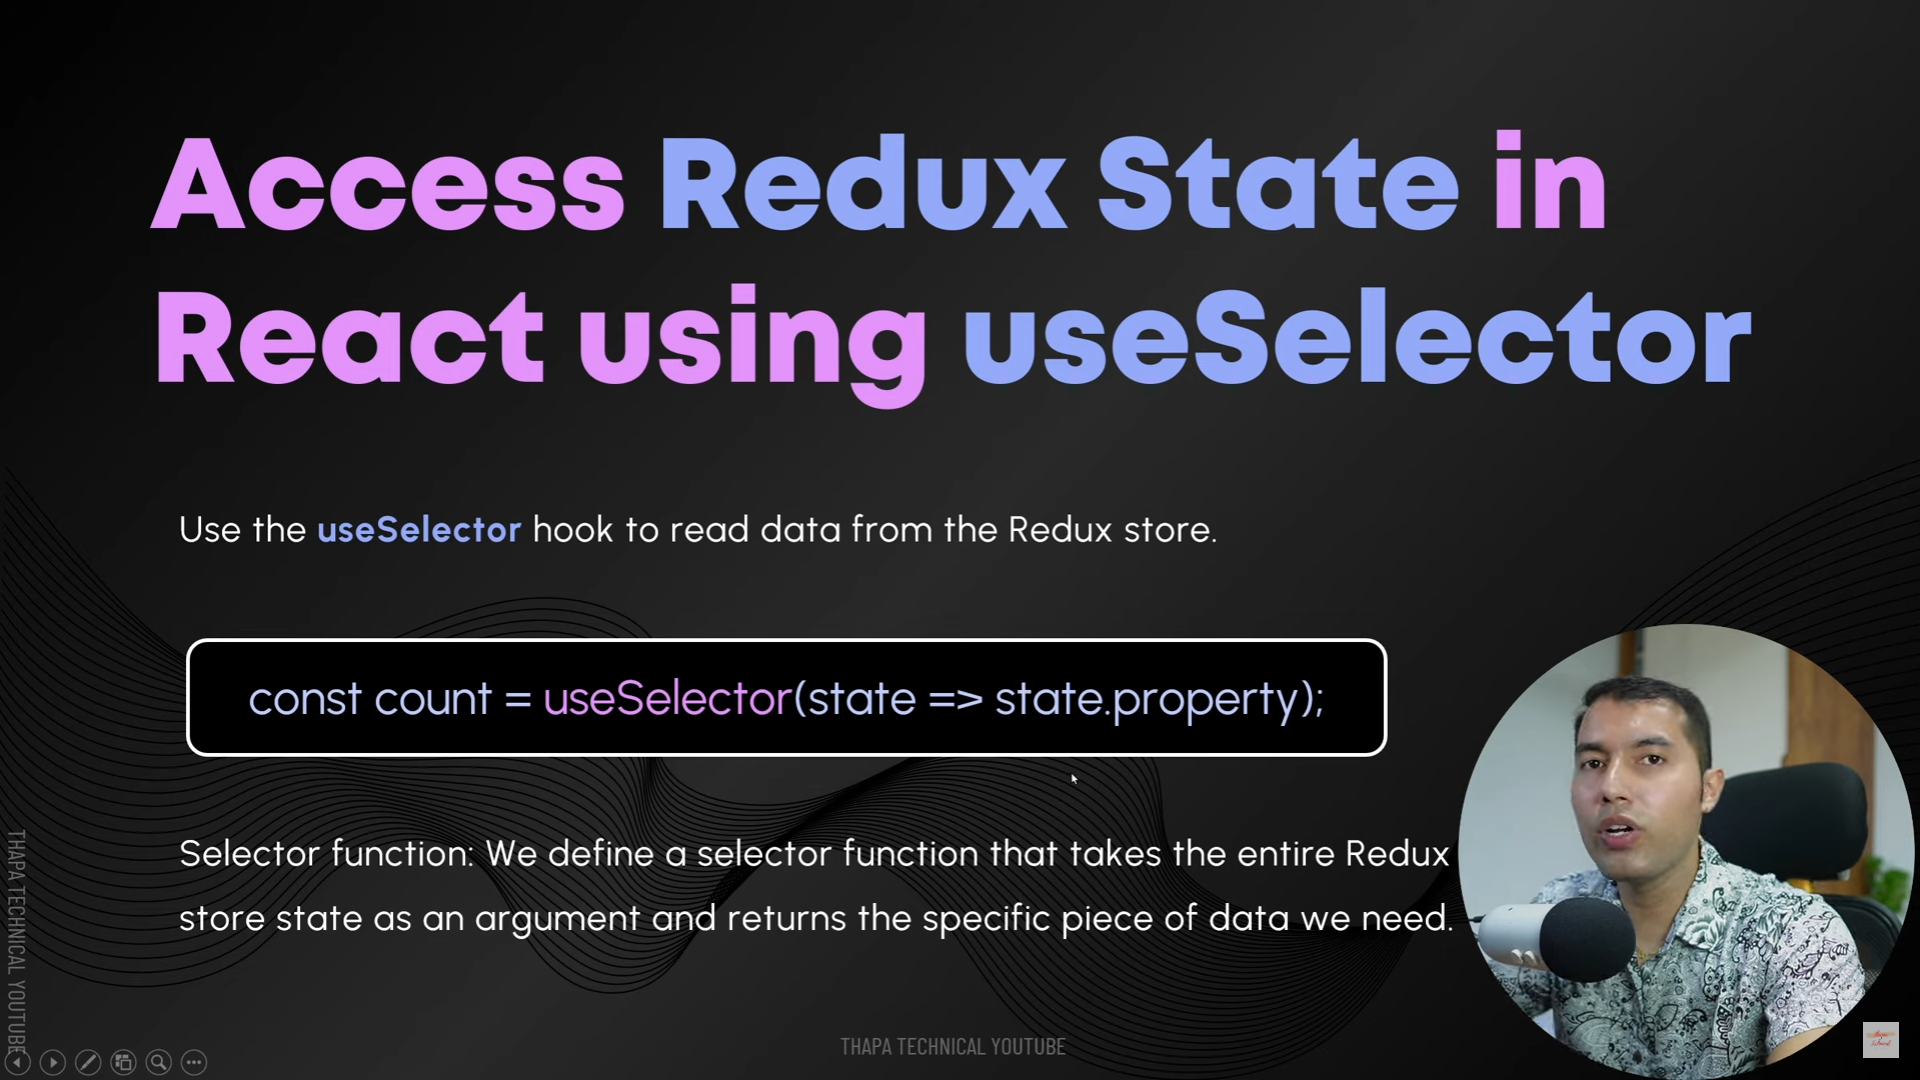 Access Redux State in
React using useSelector
Use the useSelector hook to read data from the Redux store.
const count = useSelector(state => state.property);
Selector function: We define a selector function that takes the entire Redux
store state as an argument and returns the specific piece of data we need.
THAPA TECHNICAL YOUTUBE
THAPA TECHNICAL YOUTUBE